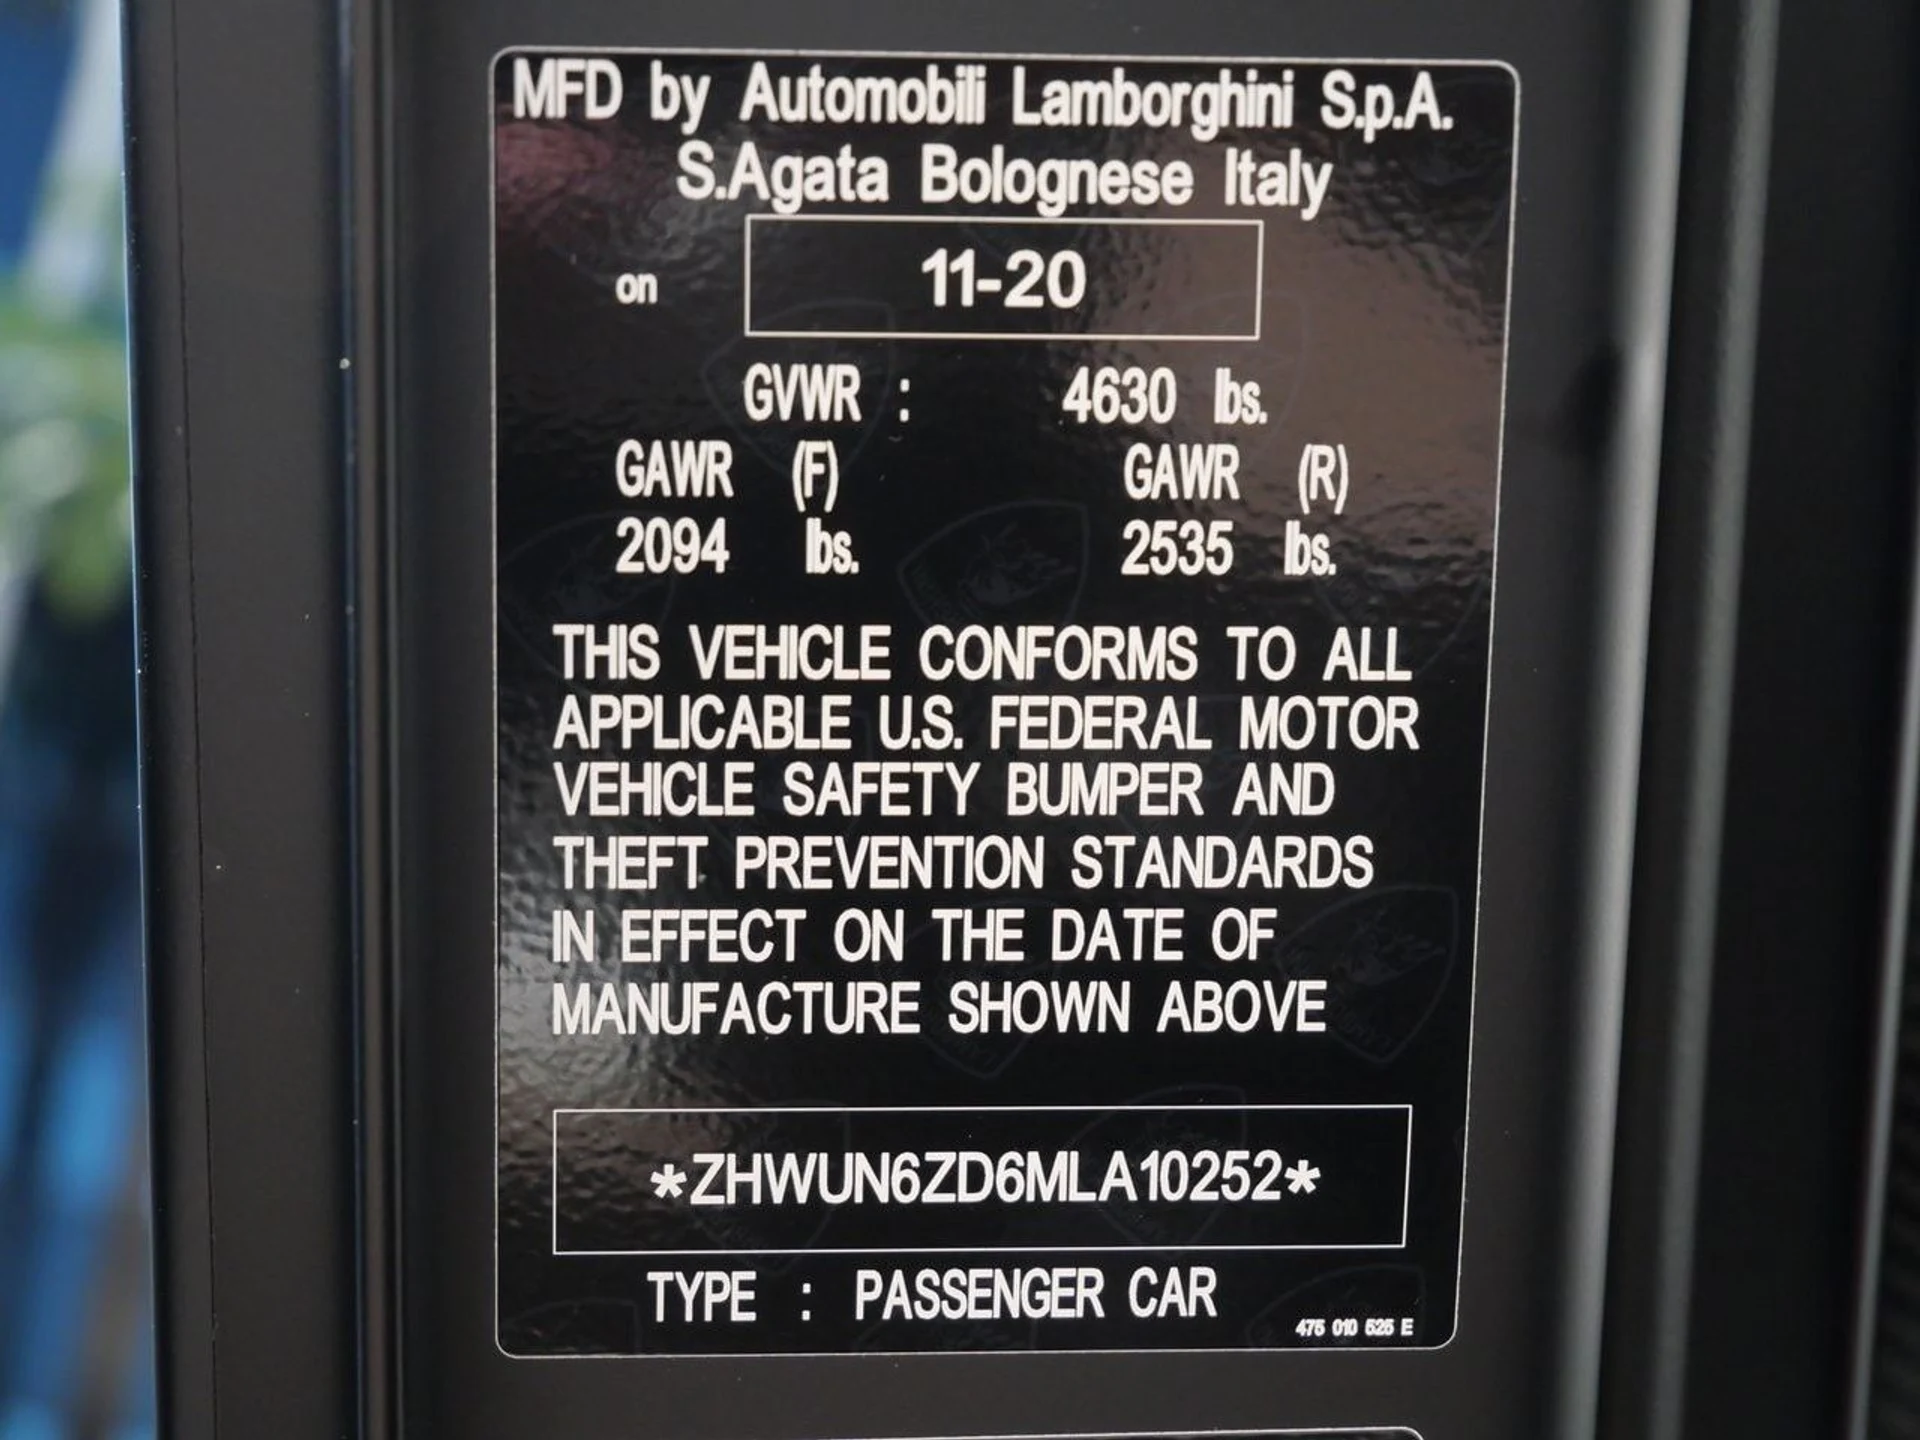 MFD by Automobili Lamborghini S.p.A.
S.Agata Bolognese Italy
on 11-20
GVWR : 4630 lbs.
GAWR (F) GAWR (R)
2094 lbs. 2535 lbs.
THIS VEHICLE CONFORMS TO ALL
APPLICABLE U.S. FEDERAL MOTOR
VEHICLE SAFETY BUMPER AND
THEFT PREVENTION STANDARDS
IN EFFECT ON THE DATE OF
MANUFACTURE SHOWN ABOVE
*ZHWUN6ZD6MLA10252*
TYPE : PASSENGER CAR
475 010 525 E